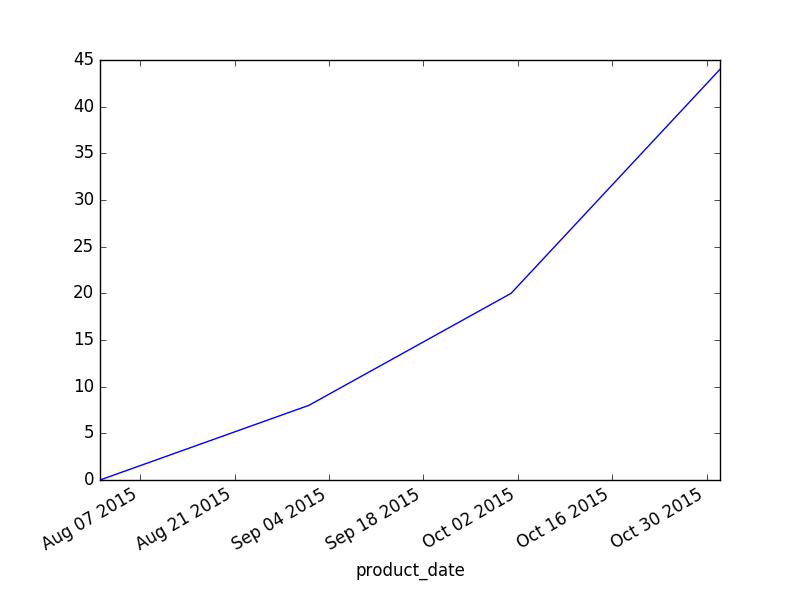 45
40
35
30
25
20
15
10
5
0
Aug 07 2015
Aug 21 2015
Sep 04 2015
Sep 18 2015
Oct 02 2015
Oct 16 2015
Oct 30 2015
product_date